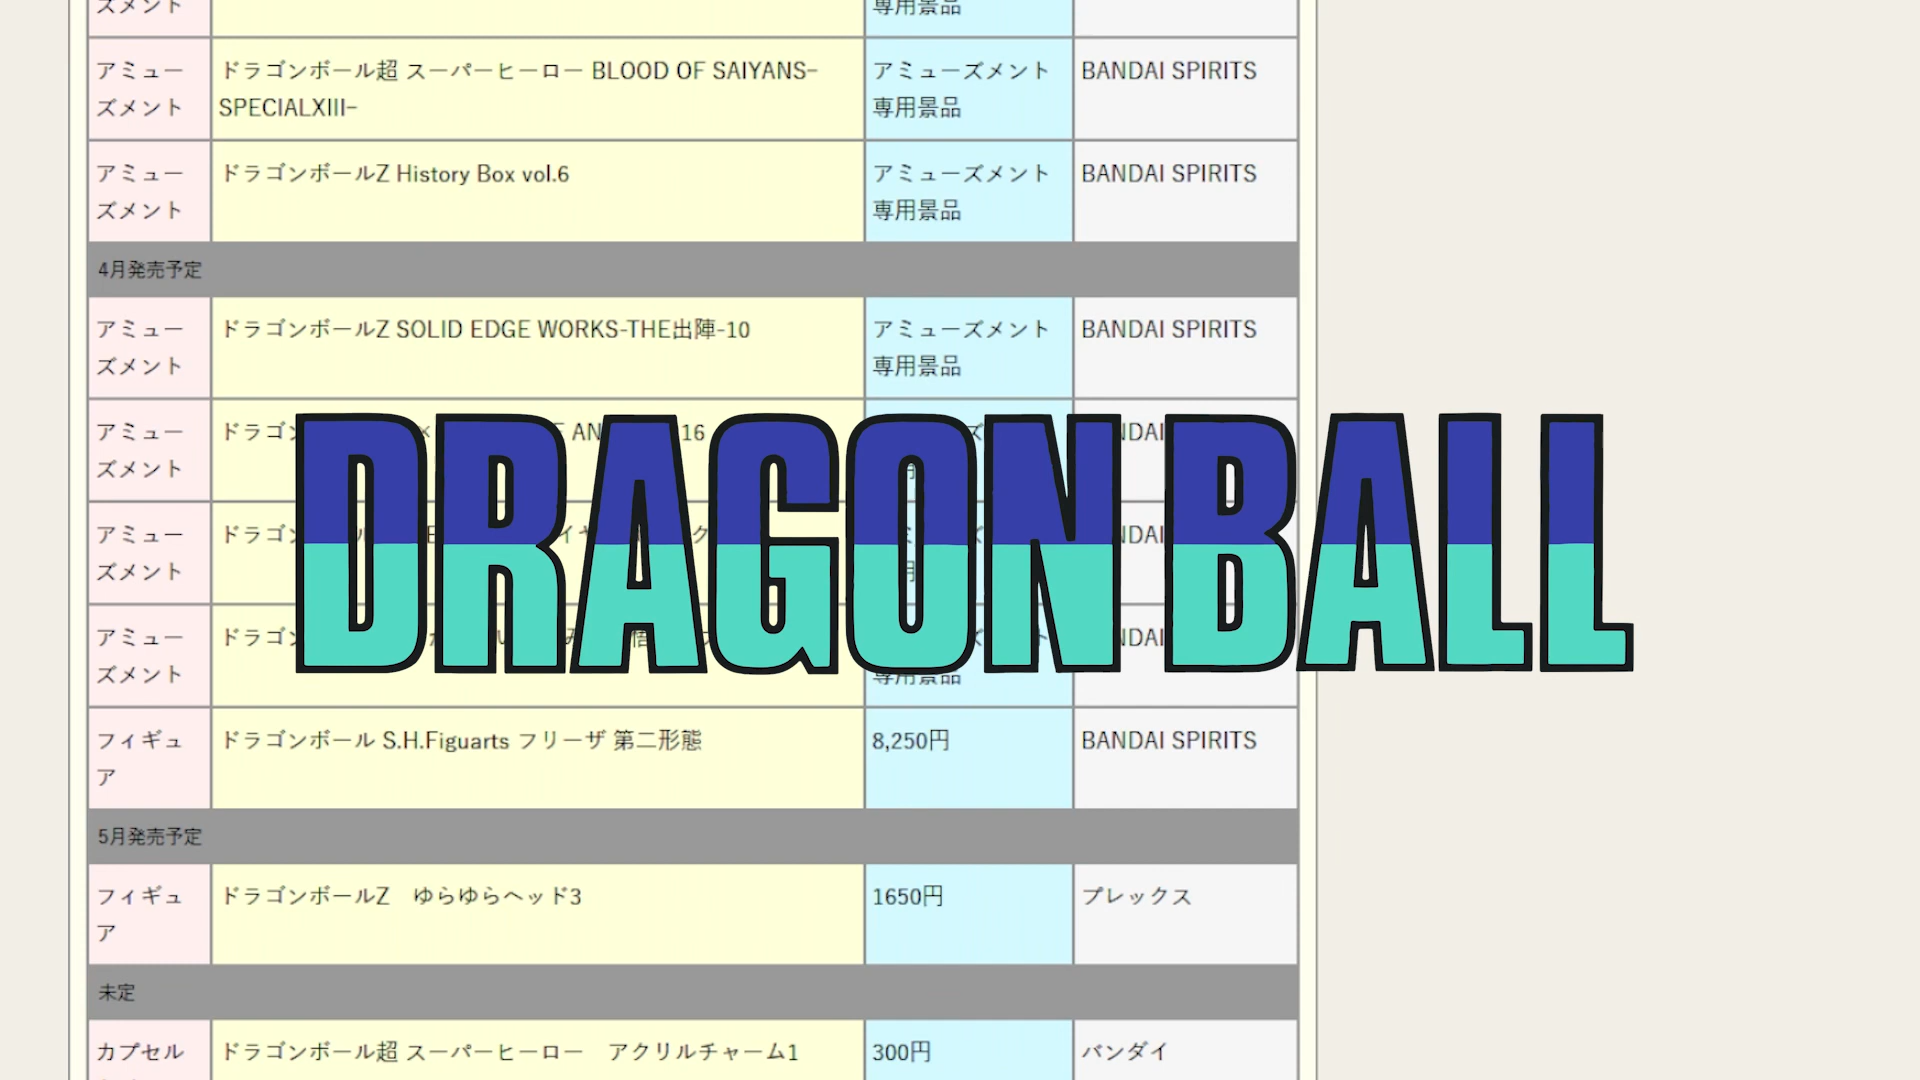 ズメント 専用景品
アミュー ドラゴンボール超 スーパーヒーロー BLOOD OF SAIYANS– アミューズメント BANDAI SPIRITS
ズメント SPECIALXIII– 専用景品
アミュー ドラゴンボールZ History Box vol.6 アミューズメント BANDAI SPIRITS
ズメント 専用景品
4月発売予定
アミュー ドラゴンボールZ SOLID EDGE WORKS-THE出陣-10 アミューズメント BANDAI SPIRITS
ズメント 専用景品
アミュー 16
ズメント
DRAGON BALL
アミュー
ズメント
アミュー
ズメント 専用景品
フィギュ ドラゴンボール S.H.Figuarts フリーザ 第二形態 8,250円 BANDAI SPIRITS
ア
5月発売予定
フィギュ ドラゴンボールZ ゆらゆらヘッド3 1650円 プレックス
ア
未定
カプセル ドラゴンボール超 スーパーヒーロー アクリルチャーム1 300円 バンダイ